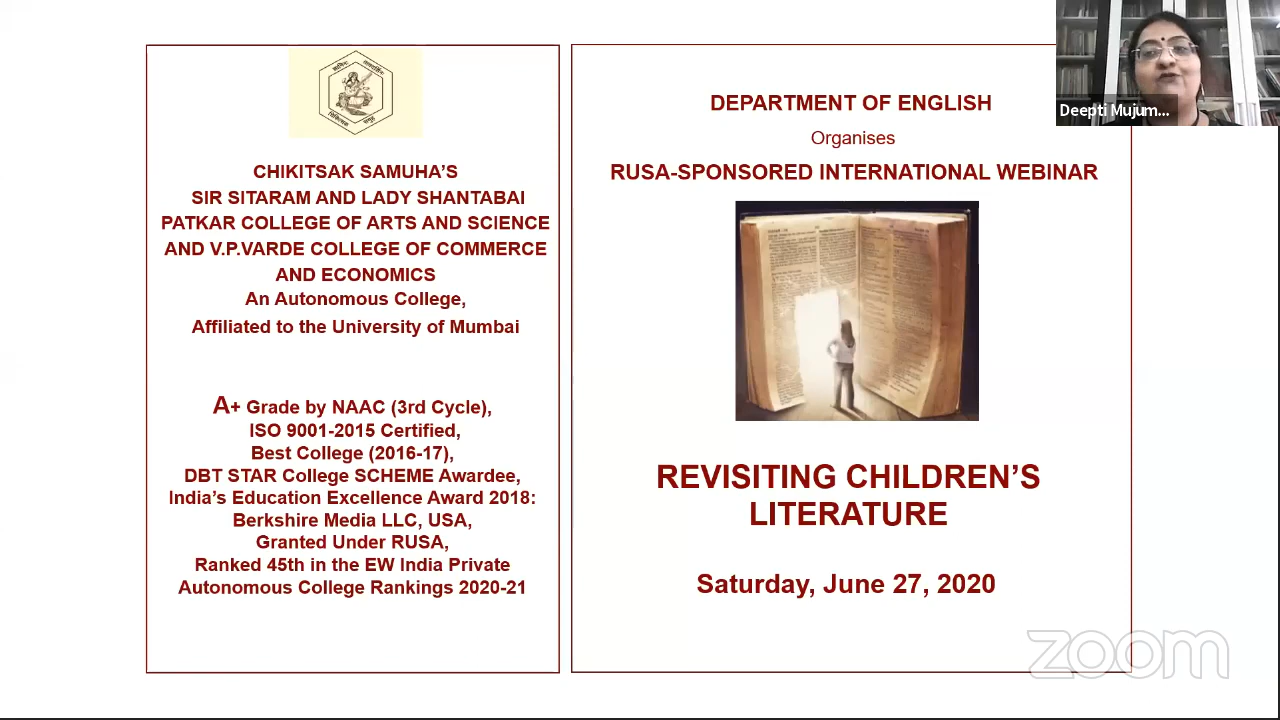 CHIKITSAK SAMUHA'S
SIR SITARAM AND LADY SHANTABAI
PATKAR COLLEGE OF ARTS AND SCIENCE
AND V.P.VARDE COLLEGE OF COMMERCE
AND ECONOMICS
An Autonomous College,
Affiliated to the University of Mumbai
A+ Grade by NAAC (3rd Cycle),
ISO 9001-2015 Certified,
Best College (2016-17),
DBT STAR College SCHEME Awardee,
India's Education Excellence Award 2018:
Berkshire Media LLC, USA,
Granted Under RUSA,
Ranked 45th in the EW India Private
Autonomous College Rankings 2020-21
DEPARTMENT OF ENGLISH
Organises
RUSA-SPONSORED INTERNATIONAL WEBINAR
REVISITING CHILDREN'S
LITERATURE
Saturday, June 27, 2020
Deepti Mujum...
zoom